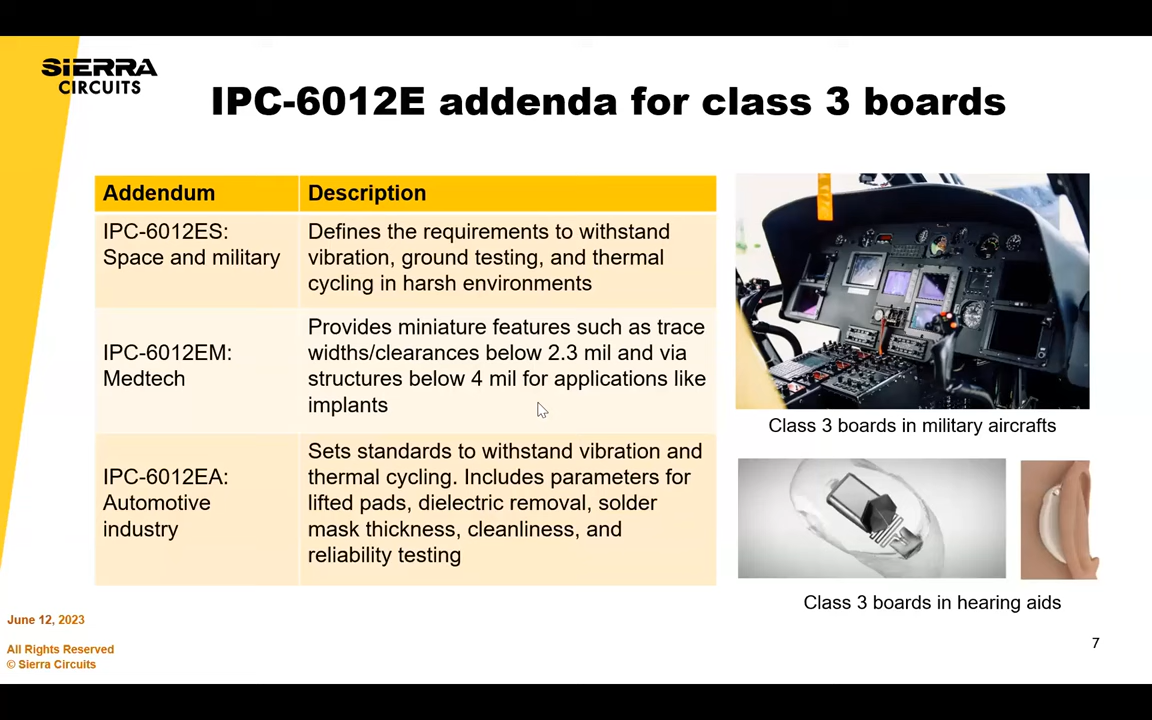 SIERRA
CIRCUITS
IPC-6012E addenda for class 3 boards
Addendum
Description
IPC-6012ES:
Space and military
Defines the requirements to withstand
vibration, ground testing, and thermal
cycling in harsh environments
IPC-6012EM:
Medtech
Provides miniature features such as trace
widths/clearances below 2.3 mil and via
structures below 4 mil for applications like
implants
IPC-6012EA:
Automotive
industry
Sets standards to withstand vibration and
thermal cycling. Includes parameters for
lifted pads, dielectric removal, solder
mask thickness, cleanliness, and
reliability testing
Class 3 boards in military aircrafts
Class 3 boards in hearing aids
June 12, 2023
All Rights Reserved
© Sierra Circuits
7